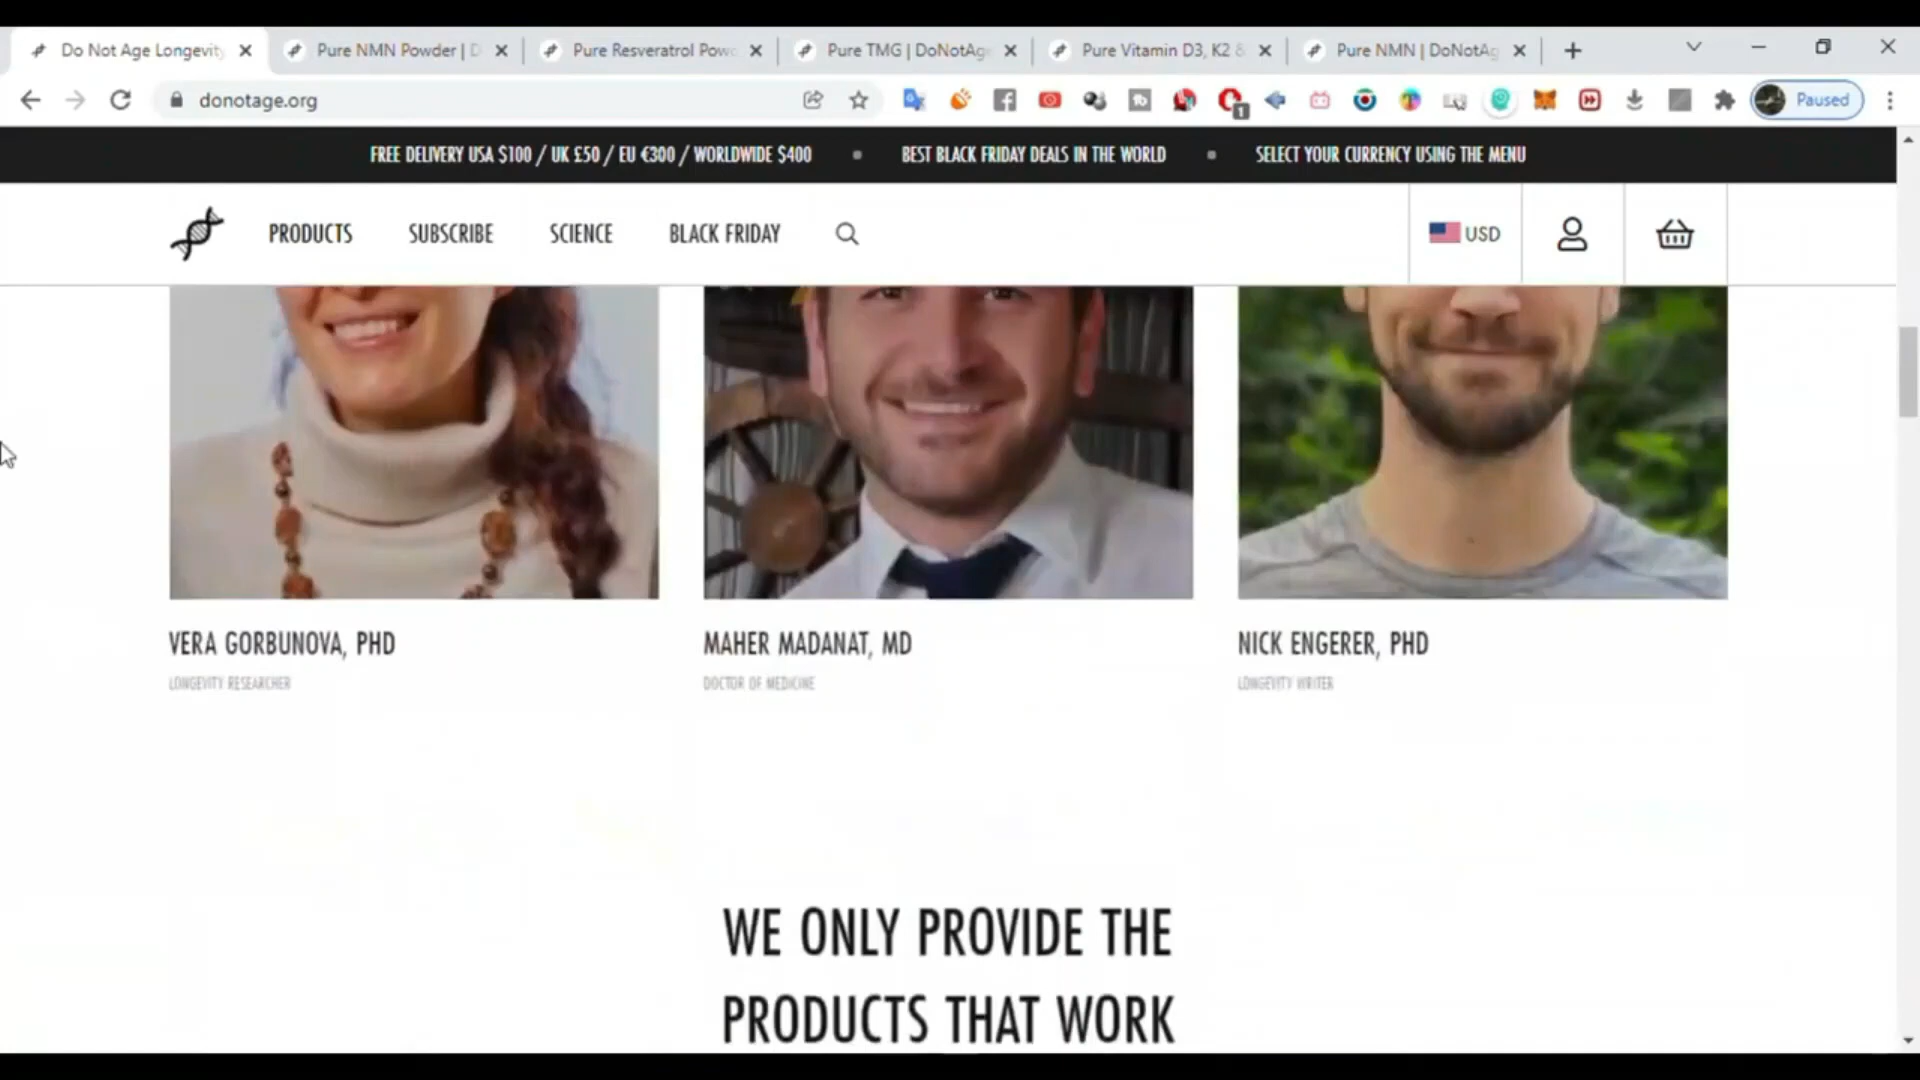 Do Not Age Longevity
Pure NMN Powder | D
Pure Resveratrol Powd
Pure TMG | DoNotAge
Pure Vitamin D3, K2 &
Pure NMN | DoNotAg
donotage.org
1
Paused
FREE DELIVERY USA $100 / UK £50 / EU €300 / WORLDWIDE $400
BEST BLACK FRIDAY DEALS IN THE WORLD
SELECT YOUR CURRENCY USING THE MENU
PRODUCTS
SUBSCRIBE
SCIENCE
BLACK FRIDAY
USD
VERA GORBUNOVA, PHD
LONGEVITY RESEARCHER
MAHER MADANAT, MD
DOCTOR OF MEDICINE
NICK ENGERER, PHD
LONGEVITY WRITER
WE ONLY PROVIDE THE
PRODUCTS THAT WORK